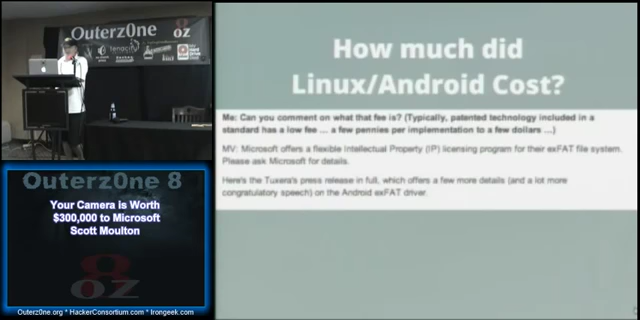 Outerz0ne
8
OZ
tenacity
How much did
Linux/Android Cost?
Me: Can you comment on what that fee is? (Typically, patented technology included in a
standard has a low fee ... a few pennies per implementation to a few dollars ...)
MV: Microsoft offers a flexible Intellectual Property (IP) licensing program for their exFAT file system.
Please ask Microsoft for details.
Here's the Tuxera's press release in full, which offers a few more details (and a lot more
congratulatory speech) on the Android exFAT driver.
Outerz0ne 8
Your Camera is Worth
$300,000 to Microsoft
Scott Moulton
8
OZ
Outerz0ne.org * HackerConsortium.com * Irongeek.com